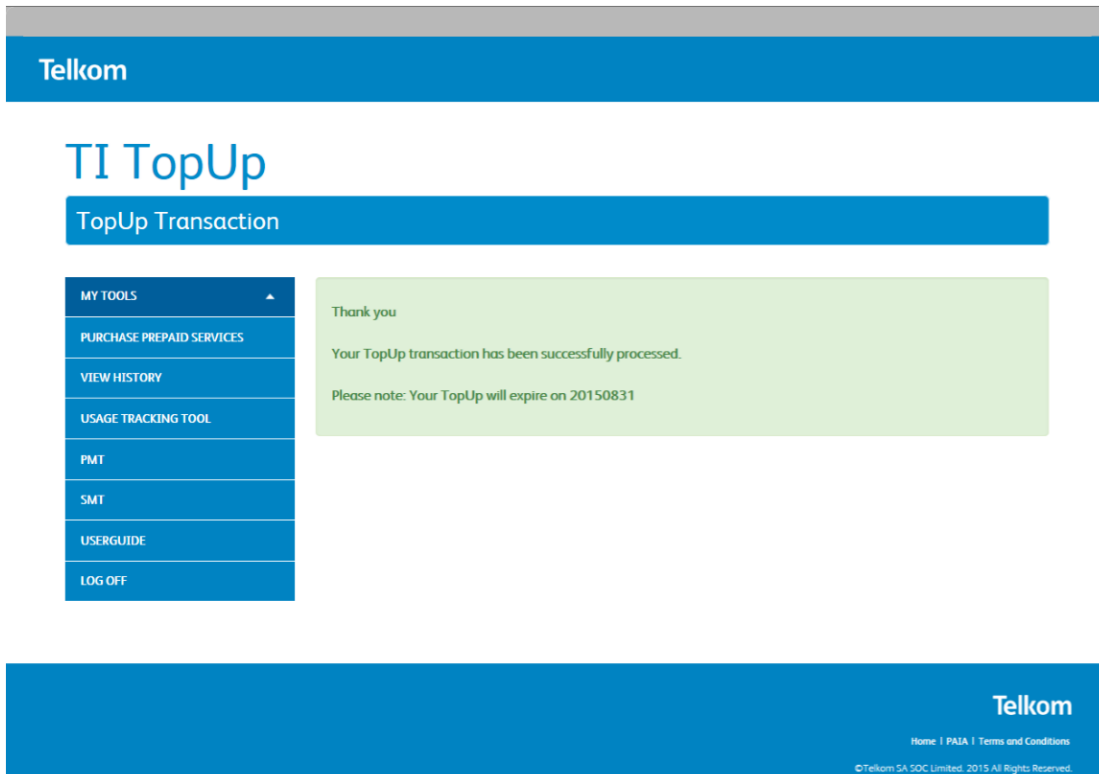 Telkom
TI TopUp
TopUp Transaction
MY TOOLS
PURCHASE PREPAID SERVICES
VIEW HISTORY
USAGE TRACKING TOOL
PMT
SMT
USERGUIDE
LOG OFF
Thank you
Your TopUp transaction has been successfully processed.
Please note: Your TopUp will expire on 20150831
Telkom
Home | PAIA | Terms and Conditions
©Telkom SA SOC Limited. 2015 All Rights Reserved.